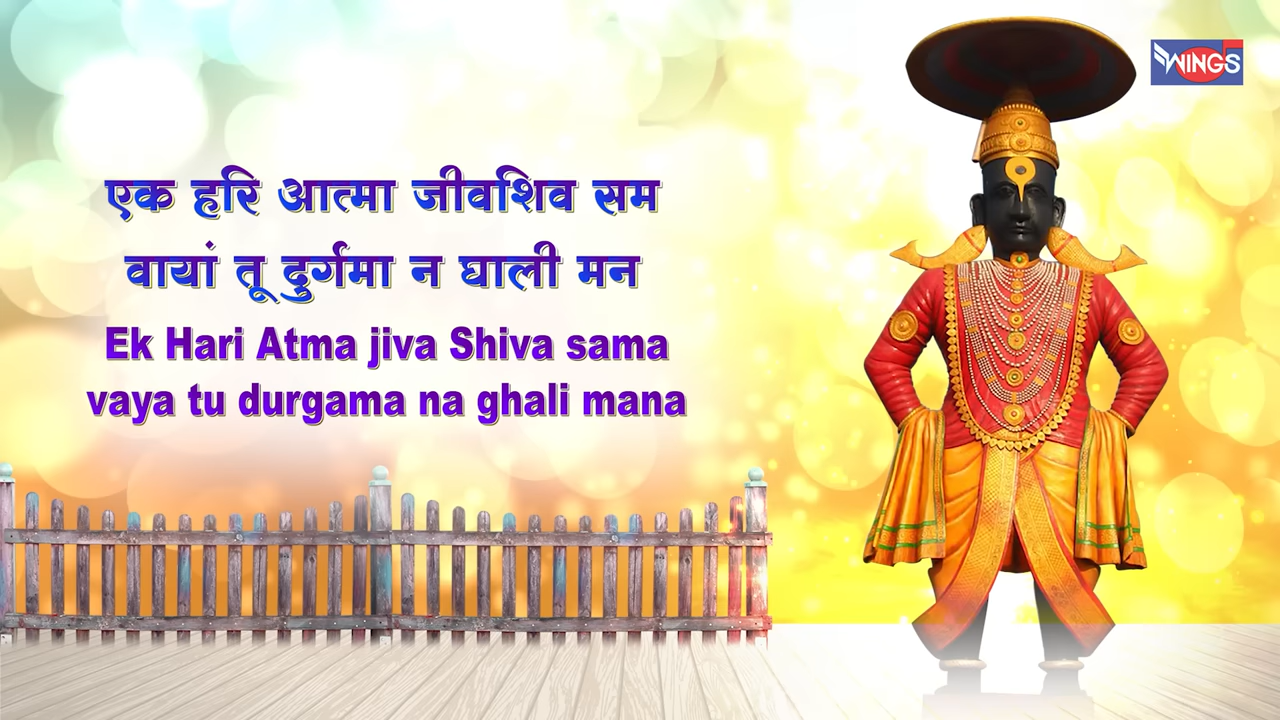 WINGS
एक हरि आत्मा जीवशिव सम
वायां तू दुर्गमा न घाली मन
Ek Hari Atma jiva Shiva sama
vaya tu durgama na ghali mana